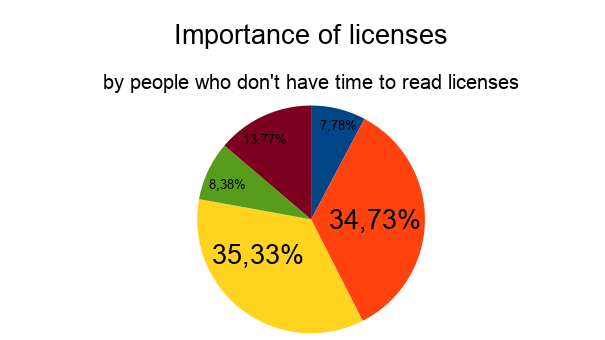 Importance of licenses
by people who don't have time to read licenses
7,78%
13,77%
8,38%
34,73%
35,33%